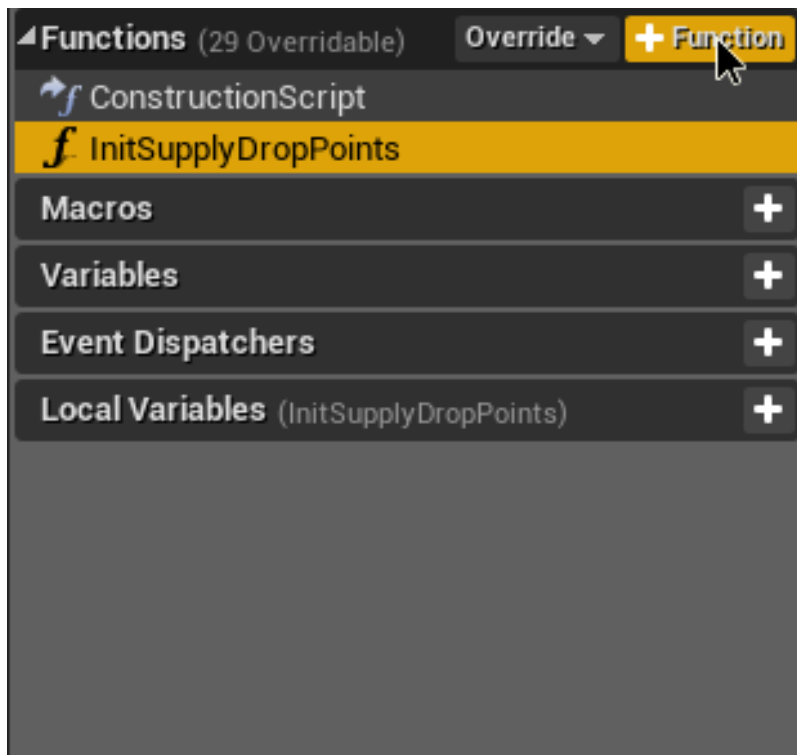 Functions (29 Overridable) Override + Function
ConstructionScript
InitSupplyDropPoints
Macros +
Variables +
Event Dispatchers +
Local Variables (InitSupplyDropPoints) +